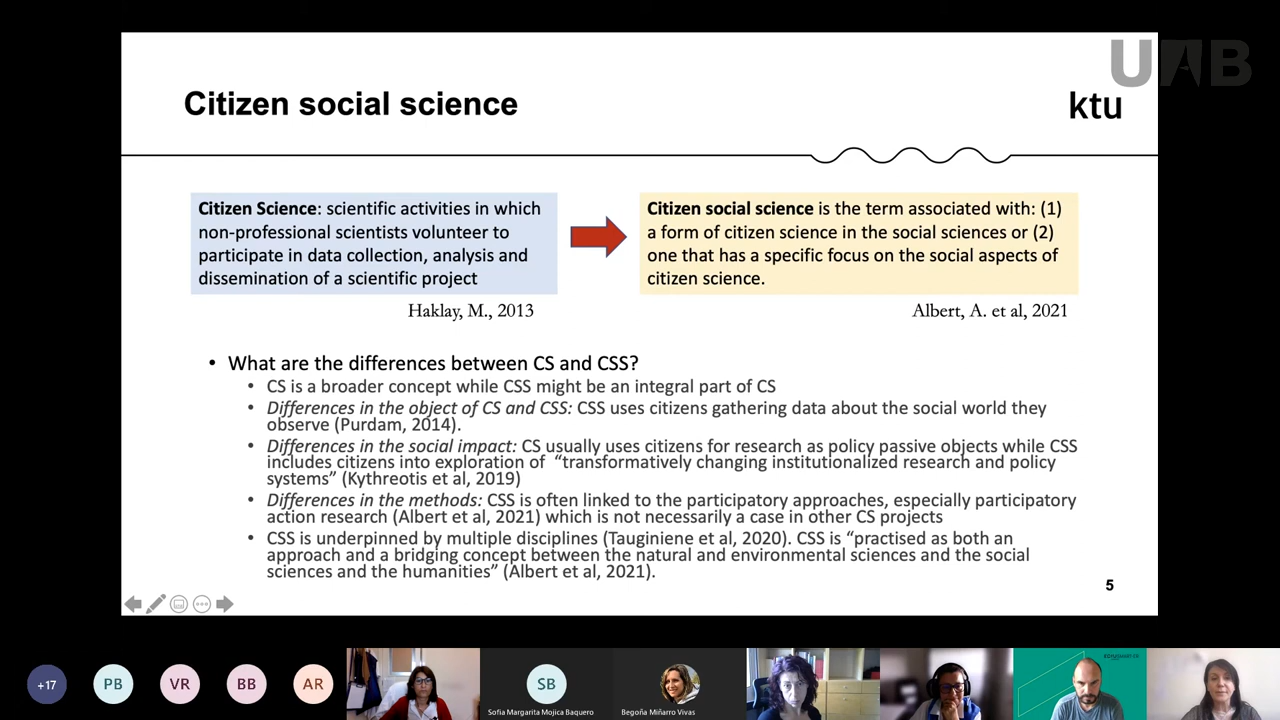 UAB
Citizen social science
ktu
Citizen Science: scientific activities in which
non-professional scientists volunteer to
participate in data collection, analysis and
dissemination of a scientific project
Haklay, M., 2013
Citizen social science is the term associated with: (1)
a form of citizen science in the social sciences or (2)
one that has a specific focus on the social aspects of
citizen science.
Albert, A. et al, 2021
• What are the differences between CS and CSS?
• CS is a broader concept while CSS might be an integral part of CS
• Differences in the object of CS and CSS: CSS uses citizens gathering data about the social world they
observe (Purdam, 2014).
• Differences in the social impact: CS usually uses citizens for research as policy passive objects while CSS
includes citizens into exploration of “transformatively changing institutionalized research and policy
systems” (Kythreotis et al, 2019)
• Differences in the methods: CSS is often linked to the participatory approaches, especially participatory
action research (Albert et al, 2021) which is not necessarily a case in other CS projects
• CSS is underpinned by multiple disciplines (Tauginiene et al, 2020). CSS is “practised as both an
approach and a bridging concept between the natural and environmental sciences and the social
sciences and the humanities” (Albert et al, 2021).
5
+17
PB
VR
BB
AR
SB
Sofia Margarita Mojica Baquero
Begoña Miñarro Vivas